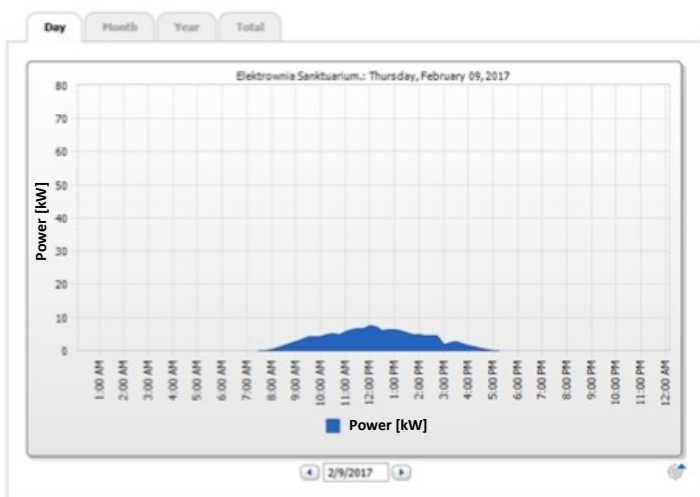 Day Month Year Total
Elektrownia Sanktuarium.: Thursday, February 09, 2017
80
70
60
50
40
30
20
10
0
Power [kW]
1:00 AM 2:00 AM 3:00 AM 4:00 AM 5:00 AM 6:00 AM 7:00 AM 8:00 AM 9:00 AM 10:00 AM 11:00 AM 12:00 PM 1:00 PM 2:00 PM 3:00 PM 4:00 PM 5:00 PM 6:00 PM 7:00 PM 8:00 PM 9:00 PM 10:00 PM 11:00 PM 12:00 AM
Power [kW]
2/9/2017